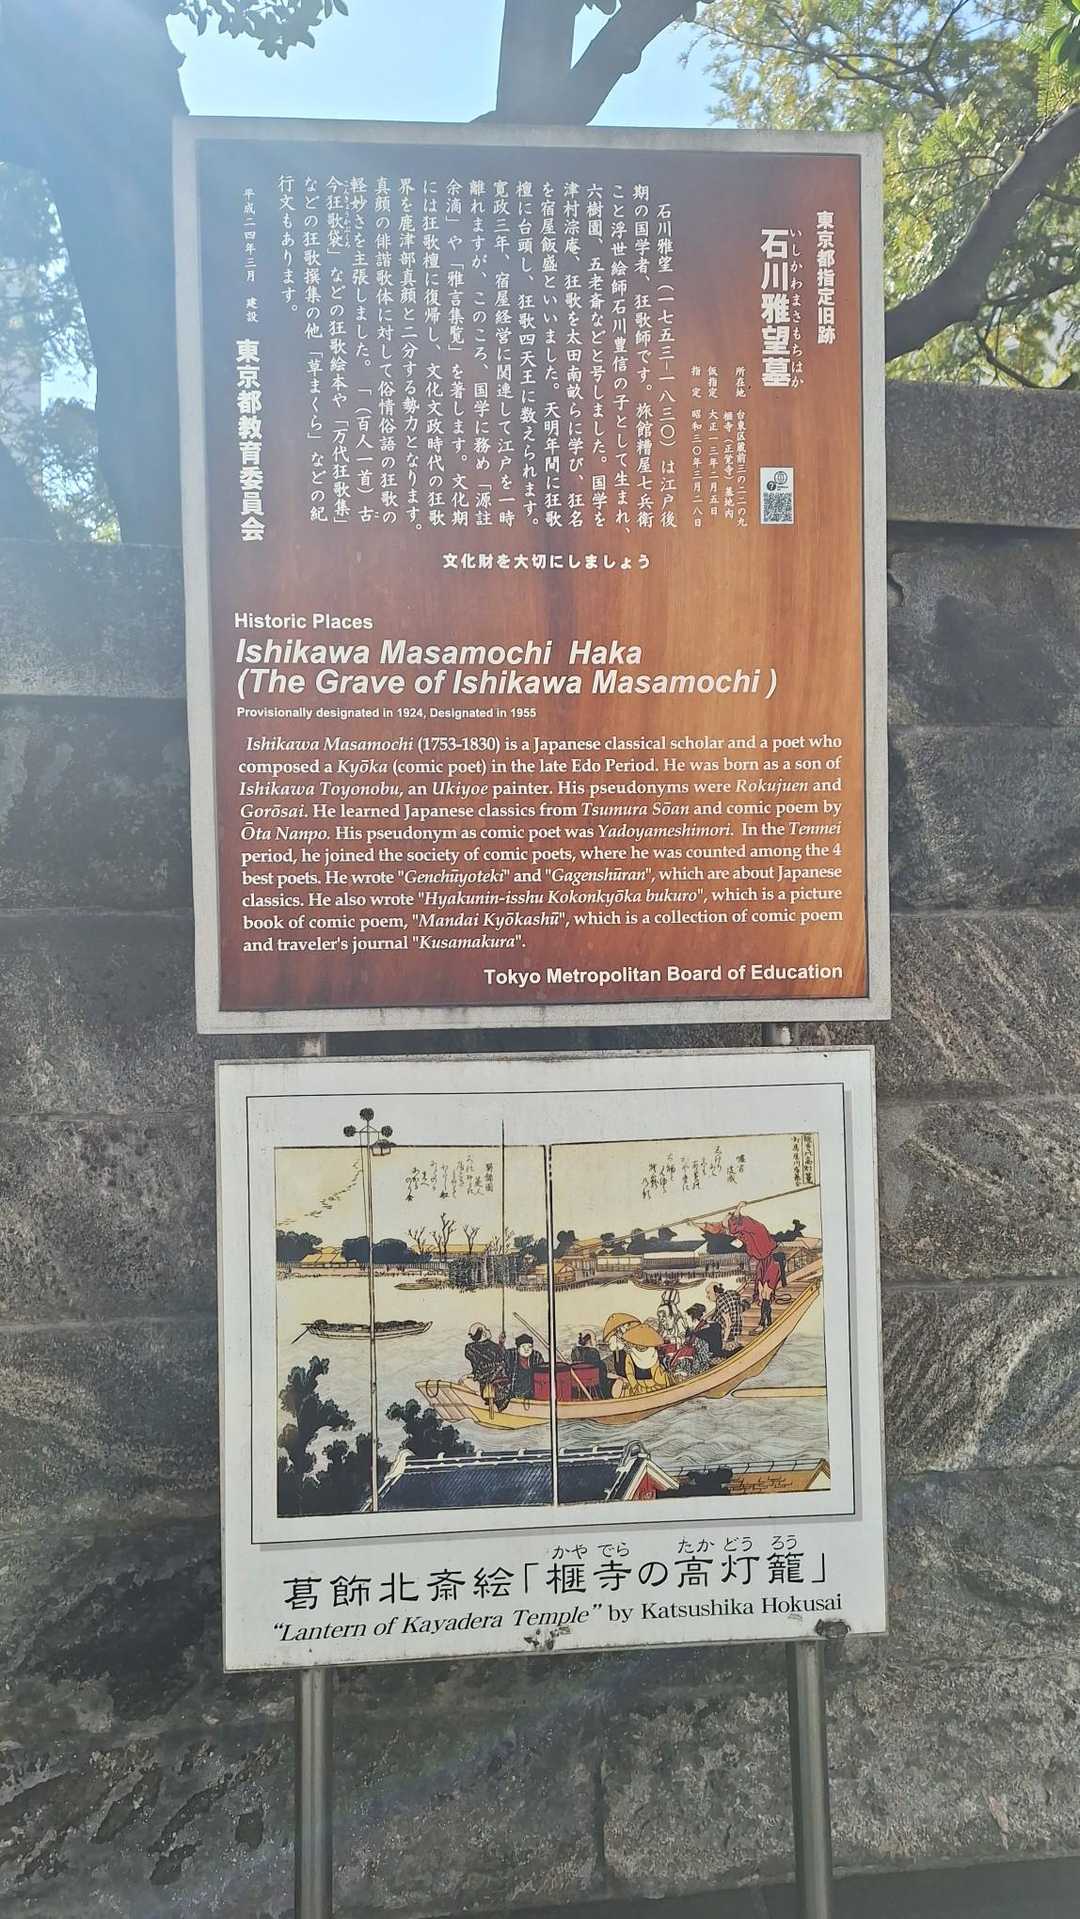 東京都指定旧跡
いしかわまさもちはか
石川雅望墓
所在地 台東区蔵前三の二二の九
榧寺(正覚寺)墓地内
仮指定 大正一三年二月五日
指定 昭和三〇年三月二八日
石川雅望(一七五三―一八三〇)は江戸後
期の国学者、狂歌師です。旅館糟屋七兵衛
こと浮世絵師石川豊信の子として生まれ、
六樹園、五老斎などと号しました。国学を
津村淙庵、狂歌を太田南畝らに学び、狂名
を宿屋飯盛といいました。天明年間に狂歌
檀に台頭し、狂歌四天王に数えられます。
寛政三年、宿屋経営に関連して江戸を一時
離れますが、このころ、国学に務め「源註
余滴」や「雅言集覧」を著します。文化期
には狂歌檀に復帰し、文化文政時代の狂歌
界を鹿津部真顔と二分する勢力となります。
真顔の俳諧歌体に対して俗情俗語の狂歌の
軽妙さを主張しました。「(百人一首)古
今狂歌袋」などの狂歌絵本や「万代狂歌集」
などの狂歌撰集の他「草まくら」などの紀
行文もあります。
平成二四年三月 建設
東京都教育委員会
文化財を大切にしましょう
Historic Places
Ishikawa Masamochi Haka
(The Grave of Ishikawa Masamochi )
Provisionally designated in 1924, Designated in 1955
Ishikawa Masamochi (1753-1830) is a Japanese classical scholar and a poet who
composed a Kyōka (comic poet) in the late Edo Period. He was born as a son of
Ishikawa Toyonobu, an Ukiyoe painter. His pseudonyms were Rokujuen and
Gorōsai. He learned Japanese classics from Tsumura Sōan and comic poem by
Ōta Nanpo. His pseudonym as comic poet was Yadoyameshimori. In the Tenmei
period, he joined the society of comic poets, where he was counted among the 4
best poets. He wrote "Genchūyoteki" and "Gagenshūran", which are about Japanese
classics. He also wrote "Hyakunin-isshu Kokonkyōka bukuro", which is a picture
book of comic poem, "Mandai Kyōkashū", which is a collection of comic poem
and traveler's journal "Kusamakura".
Tokyo Metropolitan Board of Education
かや でら たか どう ろう
葛飾北斎絵「榧寺の高灯籠」
"Lantern of Kayadera Temple" by Katsushika Hokusai